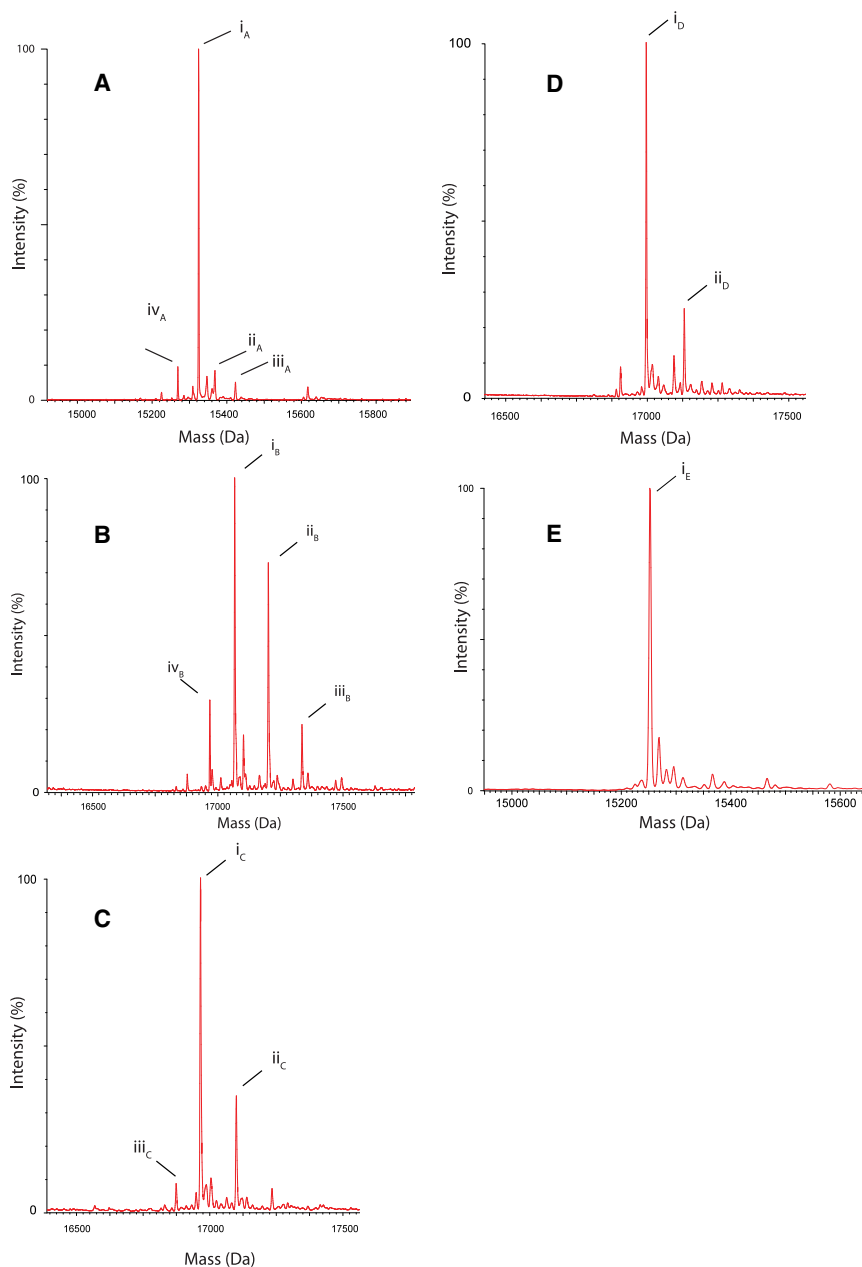 i_A
100
A
Intensity (%)
iv_A
ii_A
iii_A
0
15000 15200 15400 15600 15800
Mass (Da)
i_B
100
B
ii_B
Intensity (%)
iv_B
iii_B
0
16500 17000 17500
Mass (Da)
i_C
100
C
Intensity (%)
ii_C
iii_C
0
16500 17000 17500
Mass (Da)
i_D
100
D
Intensity (%)
ii_D
0
16500 17000 17500
Mass (Da)
i_E
100
E
Intensity (%)
0
15000 15200 15400 15600
Mass (Da)